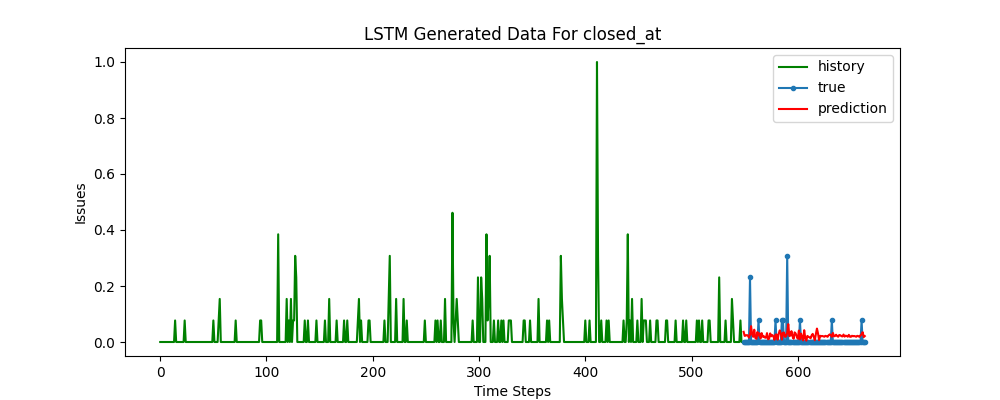 LSTM Generated Data For closed_at
1.0
0.8
0.6
0.4
0.2
0.0
Issues
history
true
prediction
0 100 200 300 400 500 600
Time Steps